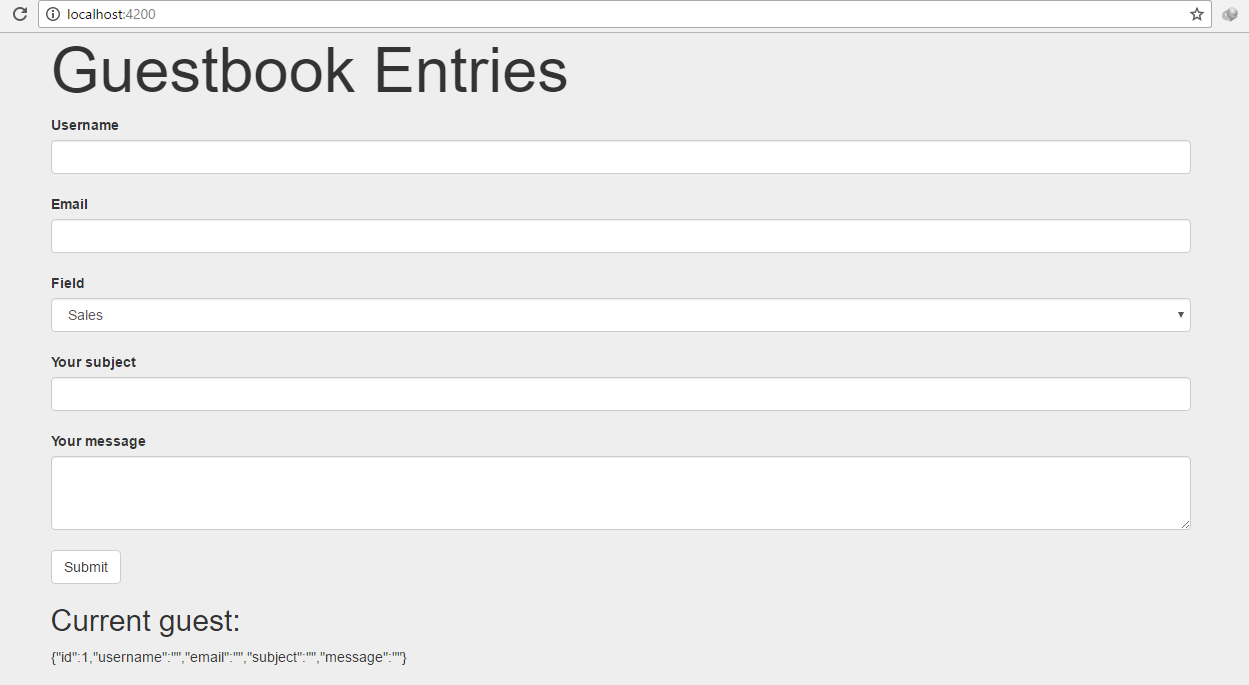 localhost:4200
Guestbook Entries
Username
Email
Field
Sales
Your subject
Your message
Submit
Current guest:
{"id":1,"username":"","email":"","subject":"","message":""}